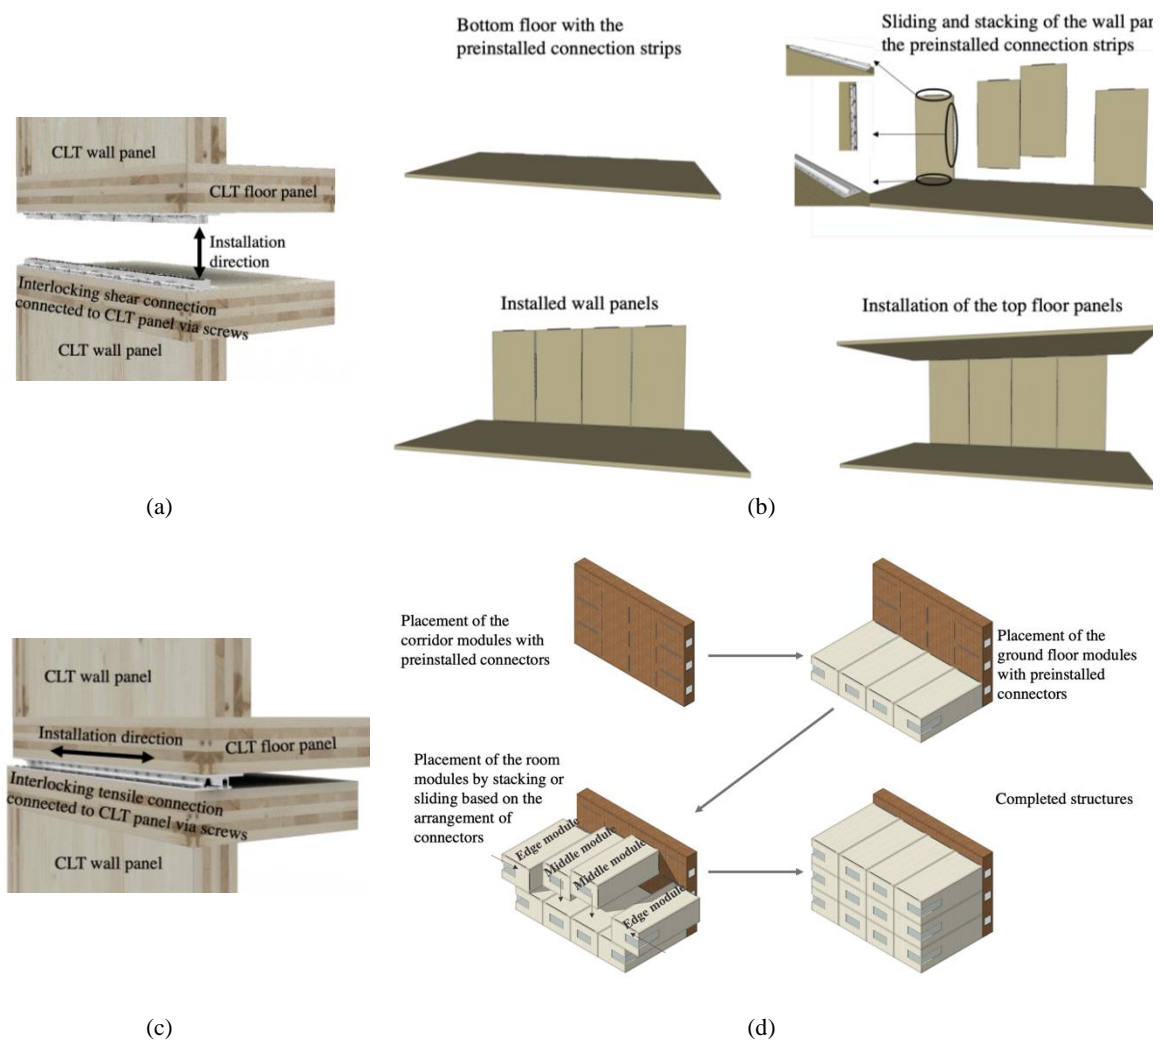 CLT wall panel
CLT floor panel
Installation
direction
Interlocking shear connection
connected to CLT panel via screws
CLT wall panel
(a)
Bottom floor with the
preinstalled connection strips
Sliding and stacking of the wall
the preinstalled connection strips
Installed wall panels
Installation of the top floor panels
(b)
CLT wall panel
Installation direction
CLT floor panel
Interlocking tensile connection
connected to CLT panel via screws
CLT wall panel
(c)
Placement of the
corridor modules with
preinstalled connectors
Placement of the
ground floor modules
with preinstalled
connectors
Placement of the room
modules by stacking or
sliding based on the
arrangement of
connectors
Edge module
Middle module
Middle module
Edge module
Completed structures
(d)